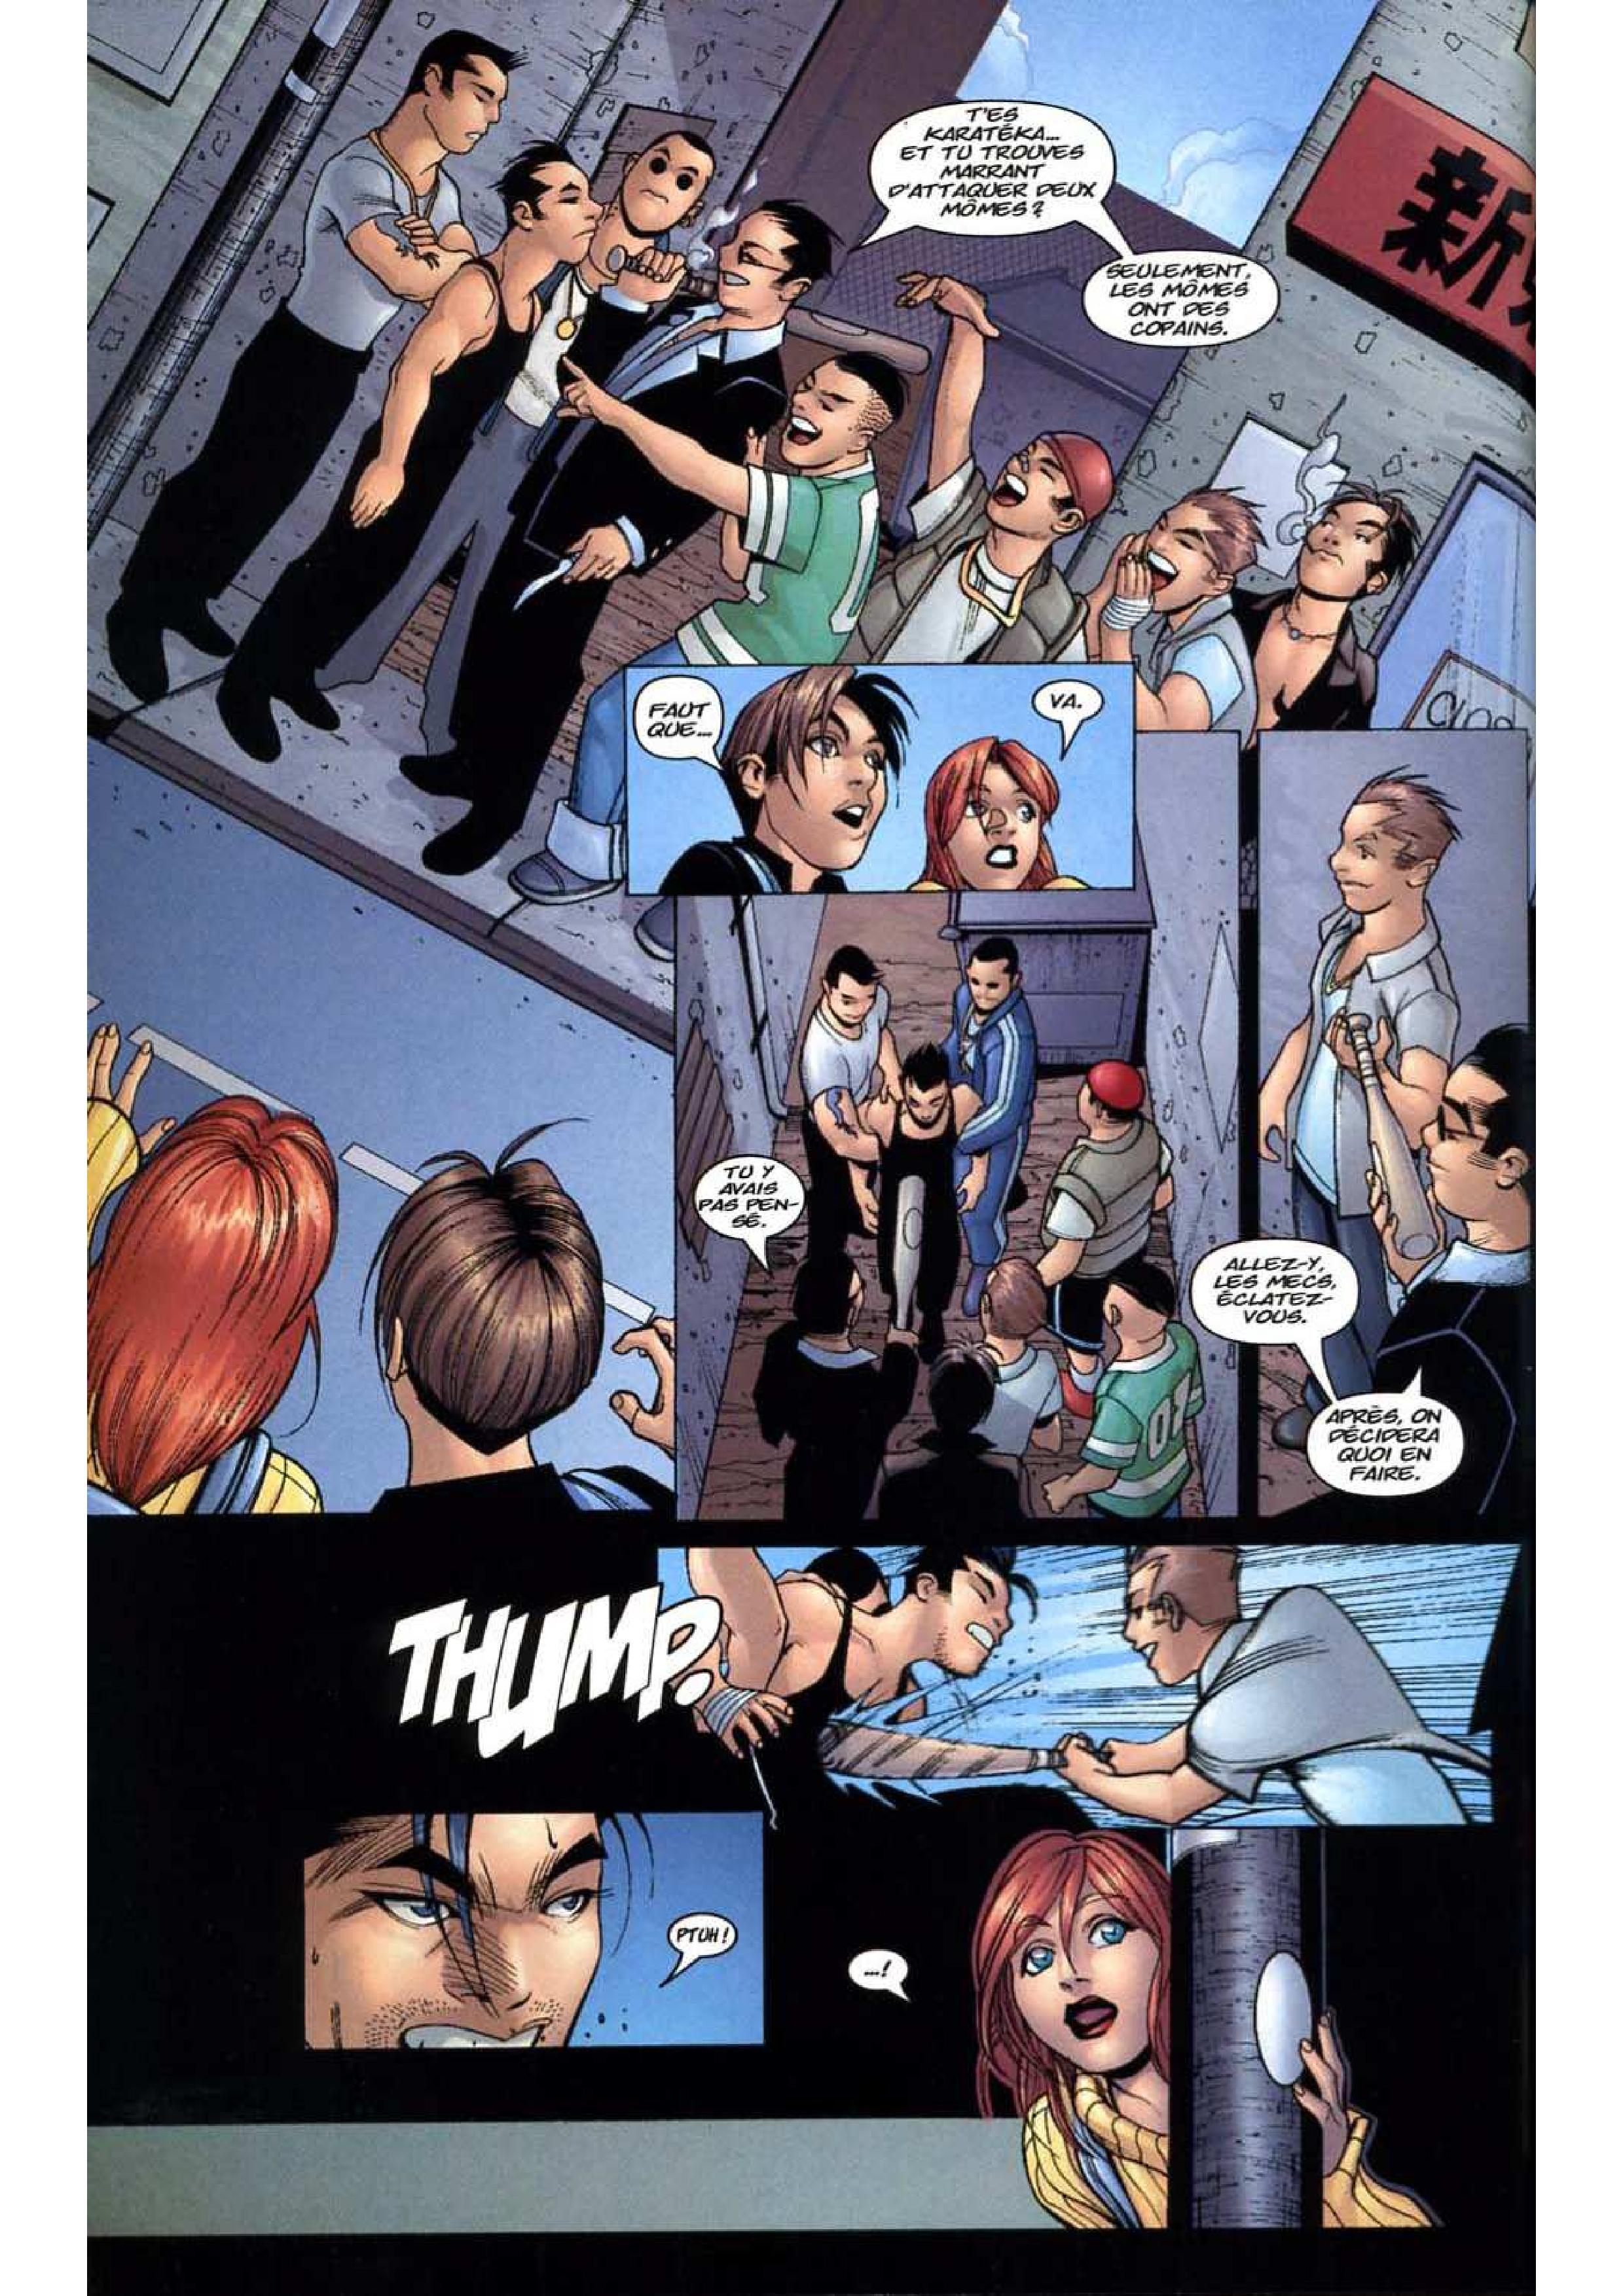 T'ES
KARATÉKA...
ET TU TROUVES
MARRANT
D'ATTAQUER DEUX
MÔMES ?
SEULEMENT,
LES MÔMES
ONT DES
COPAINS.
新
FAUT
QUE...
VA.
TU Y
AVAIS
PAS PEN-
SÉ.
ALLEZ-Y,
LES MECS,
ÉCLATEZ-
VOUS.
APRÈS, ON
DÉCIDERA
QUOI EN
FAIRE.
THUMP.
PTUH !
...!